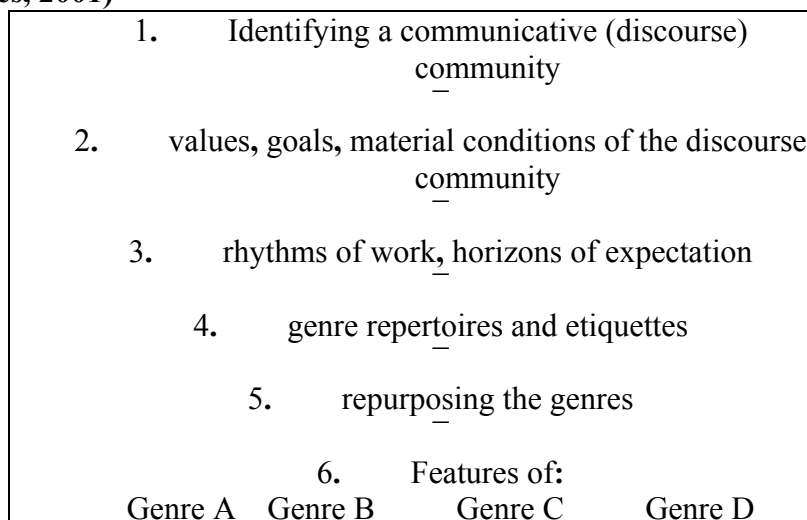 es, 2001)
1. Identifying a communicative (discourse)
community
2. values, goals, material conditions of the discourse
community
3. rhythms of work, horizons of expectation
4. genre repertoires and etiquettes
5. repurposing the genres
6. Features of:
Genre A Genre B Genre C Genre D